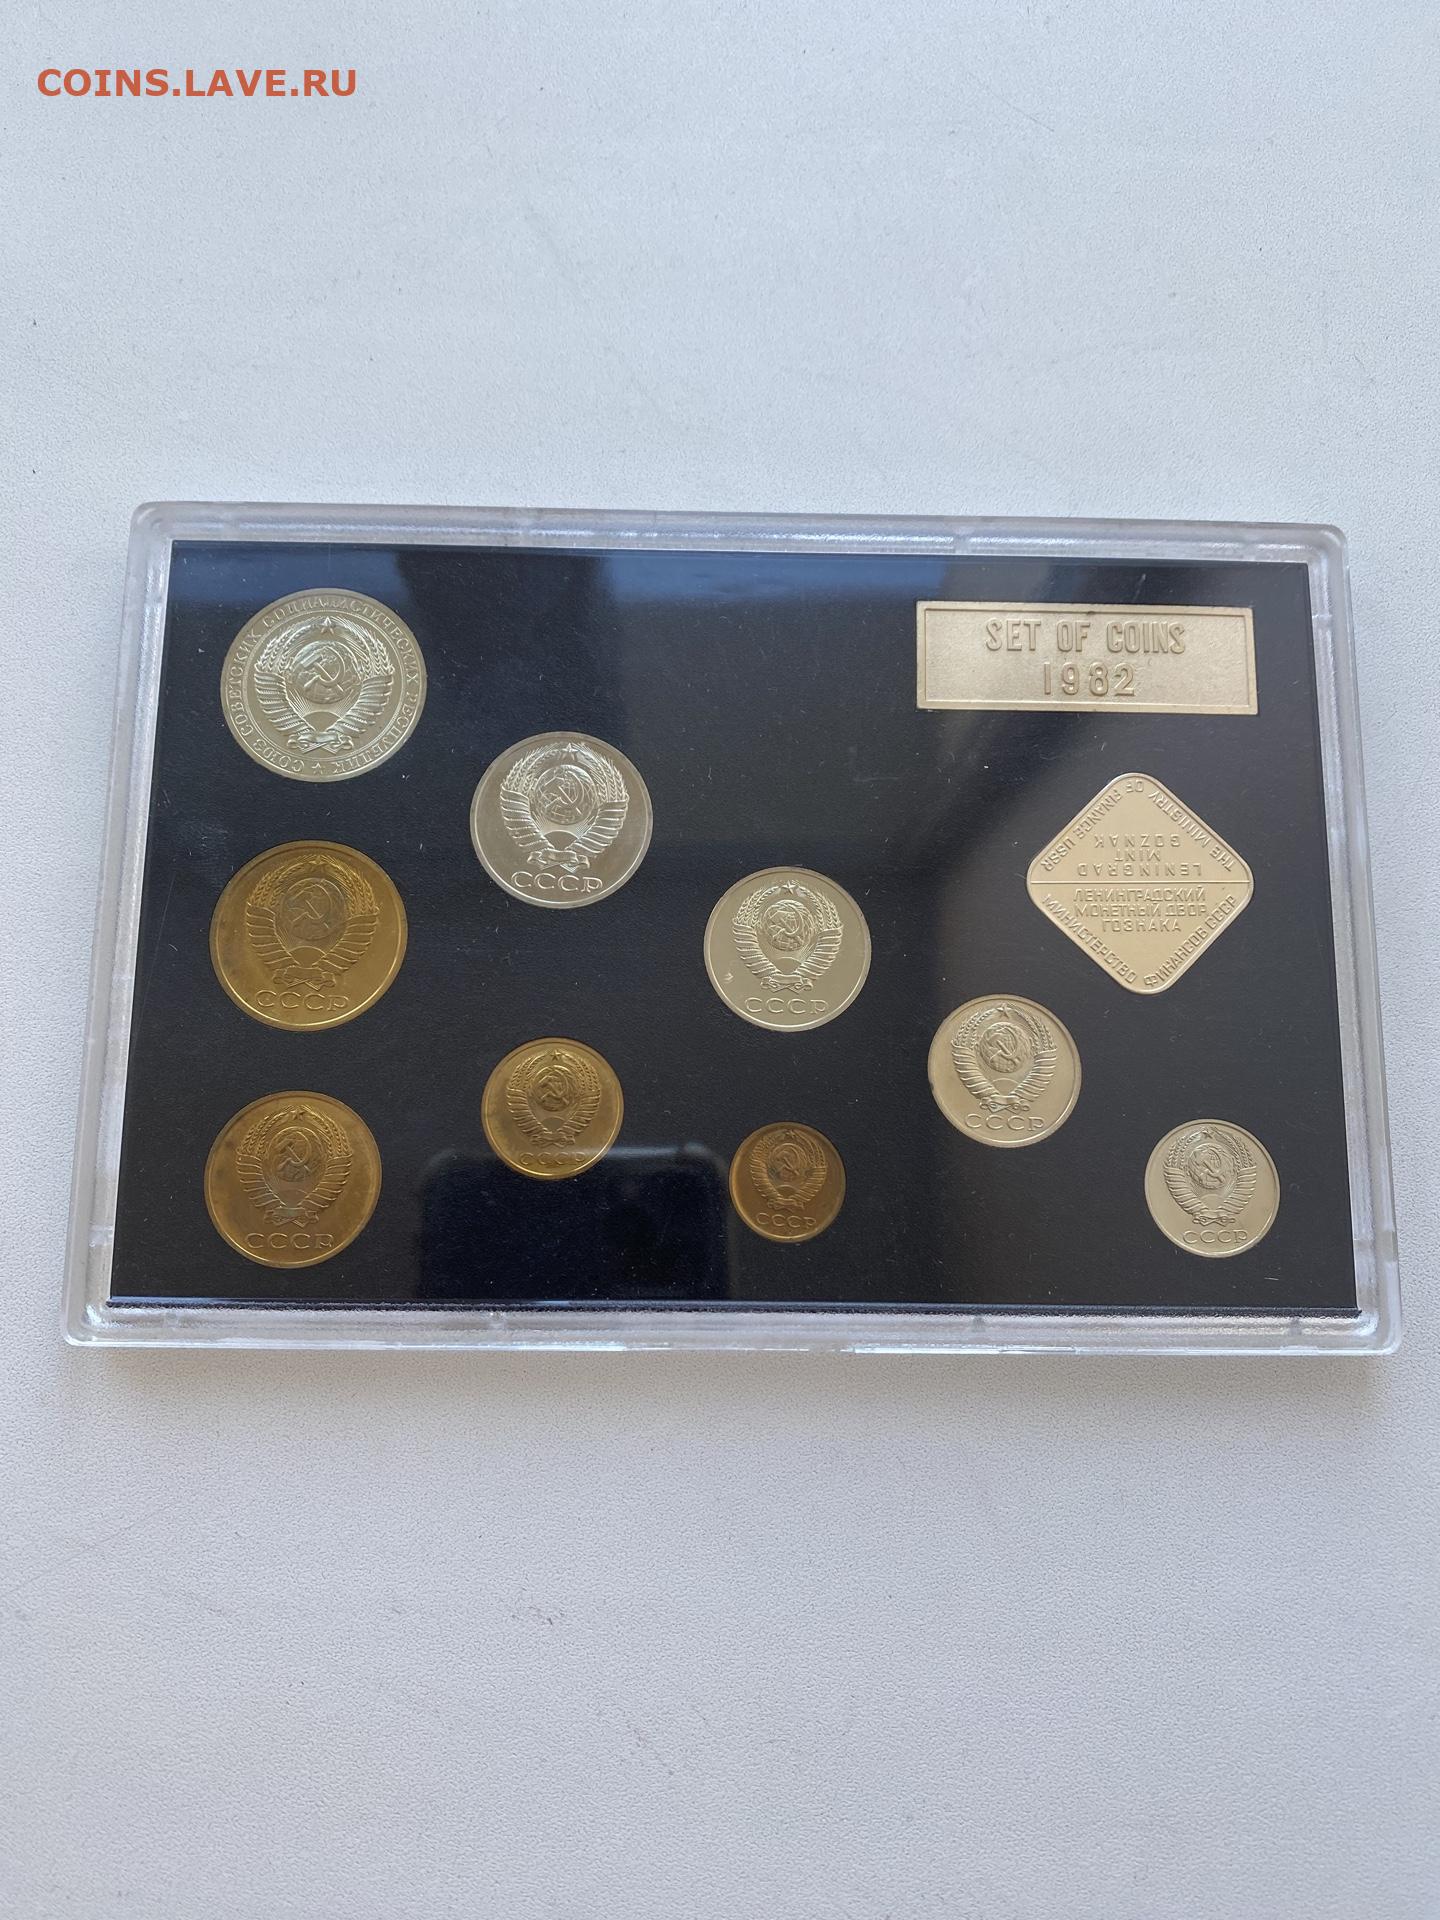 COINS.LAVE.RU
SET OF COINS
1982
СОЮЗ СОВЕТСКИХ СОЦИАЛИСТИЧЕСКИХ РЕСПУБЛИК
СССР
СССР
СССР
THE MINISTRY OF FINANCE USSR
LENINGRAD
MINT
GOZNAK
ЛЕНИНГРАДСКИЙ
МОНЕТНЫЙ ДВОР
ГОЗНАКА
МИНИСТЕРСТВО ФИНАНСОВ СССР
СССР
СССР
СССР
СССР
СССР
СССР